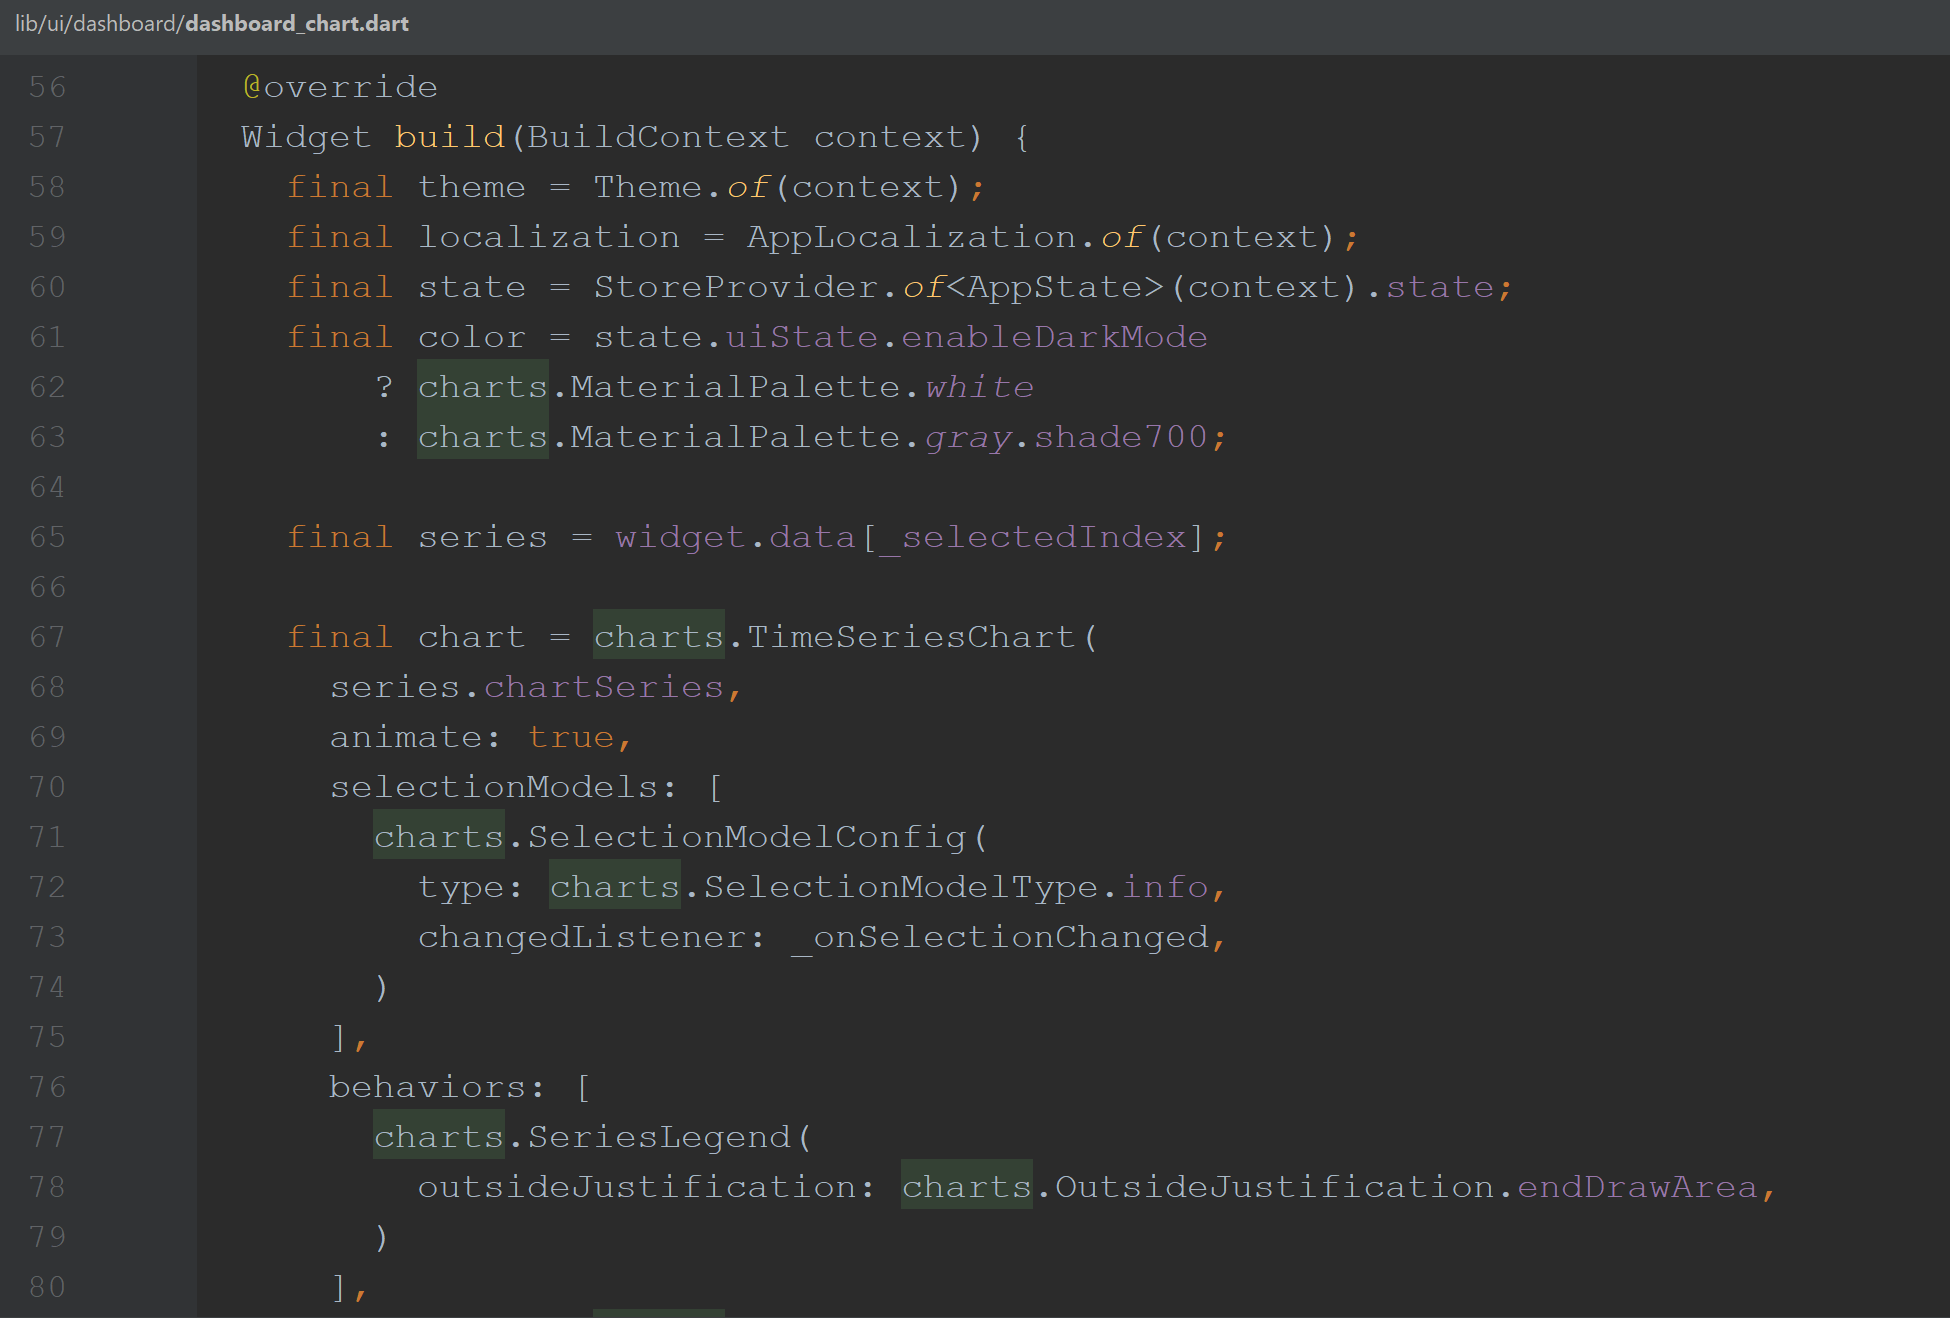 lib/ui/dashboard/dashboard_chart.dart
56 @override
57 Widget build(BuildContext context) {
58 final theme = Theme.of(context);
59 final localization = AppLocalization.of(context);
60 final state = StoreProvider.of<AppState>(context).state;
61 final color = state.uiState.enableDarkMode
62 ? charts.MaterialPalette.white
63 : charts.MaterialPalette.gray.shade700;
64
65 final series = widget.data[_selectedIndex];
66
67 final chart = charts.TimeSeriesChart(
68 series.chartSeries,
69 animate: true,
70 selectionModels: [
71 charts.SelectionModelConfig(
72 type: charts.SelectionModelType.info,
73 changedListener: _onSelectionChanged,
74 )
75 ],
76 behaviors: [
77 charts.SeriesLegend(
78 outsideJustification: charts.OutsideJustification.endDrawArea,
79 )
80 ],